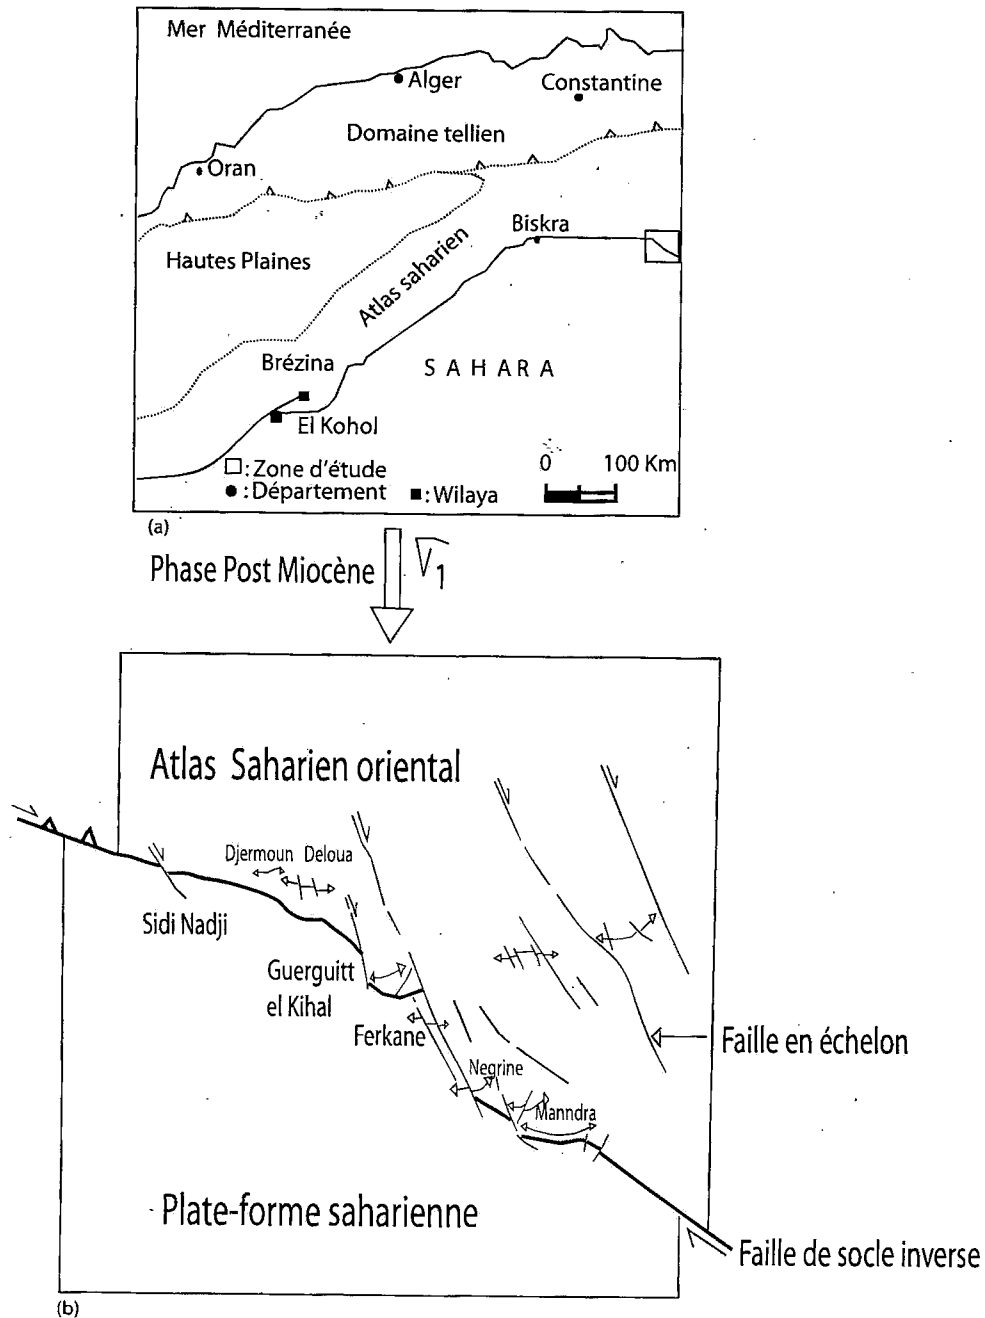 Mer Méditerranée
Alger
Constantine
Domaine tellien
Oran
Biskra
Hautes Plaines
Atlas saharien
Brézina
SAHARA
El Kohol
0 100 Km
: Zone d'étude
: Département : Wilaya
(a)
Phase Post Miocène
∇1
Atlas Saharien oriental
Djermoun Deloua
Sidi Nadji
Guerguitt
el Kihal
Ferkane
Faille en échelon
Negrine
Manndra
Plate-forme saharienne
Faille de socle inverse
(b)